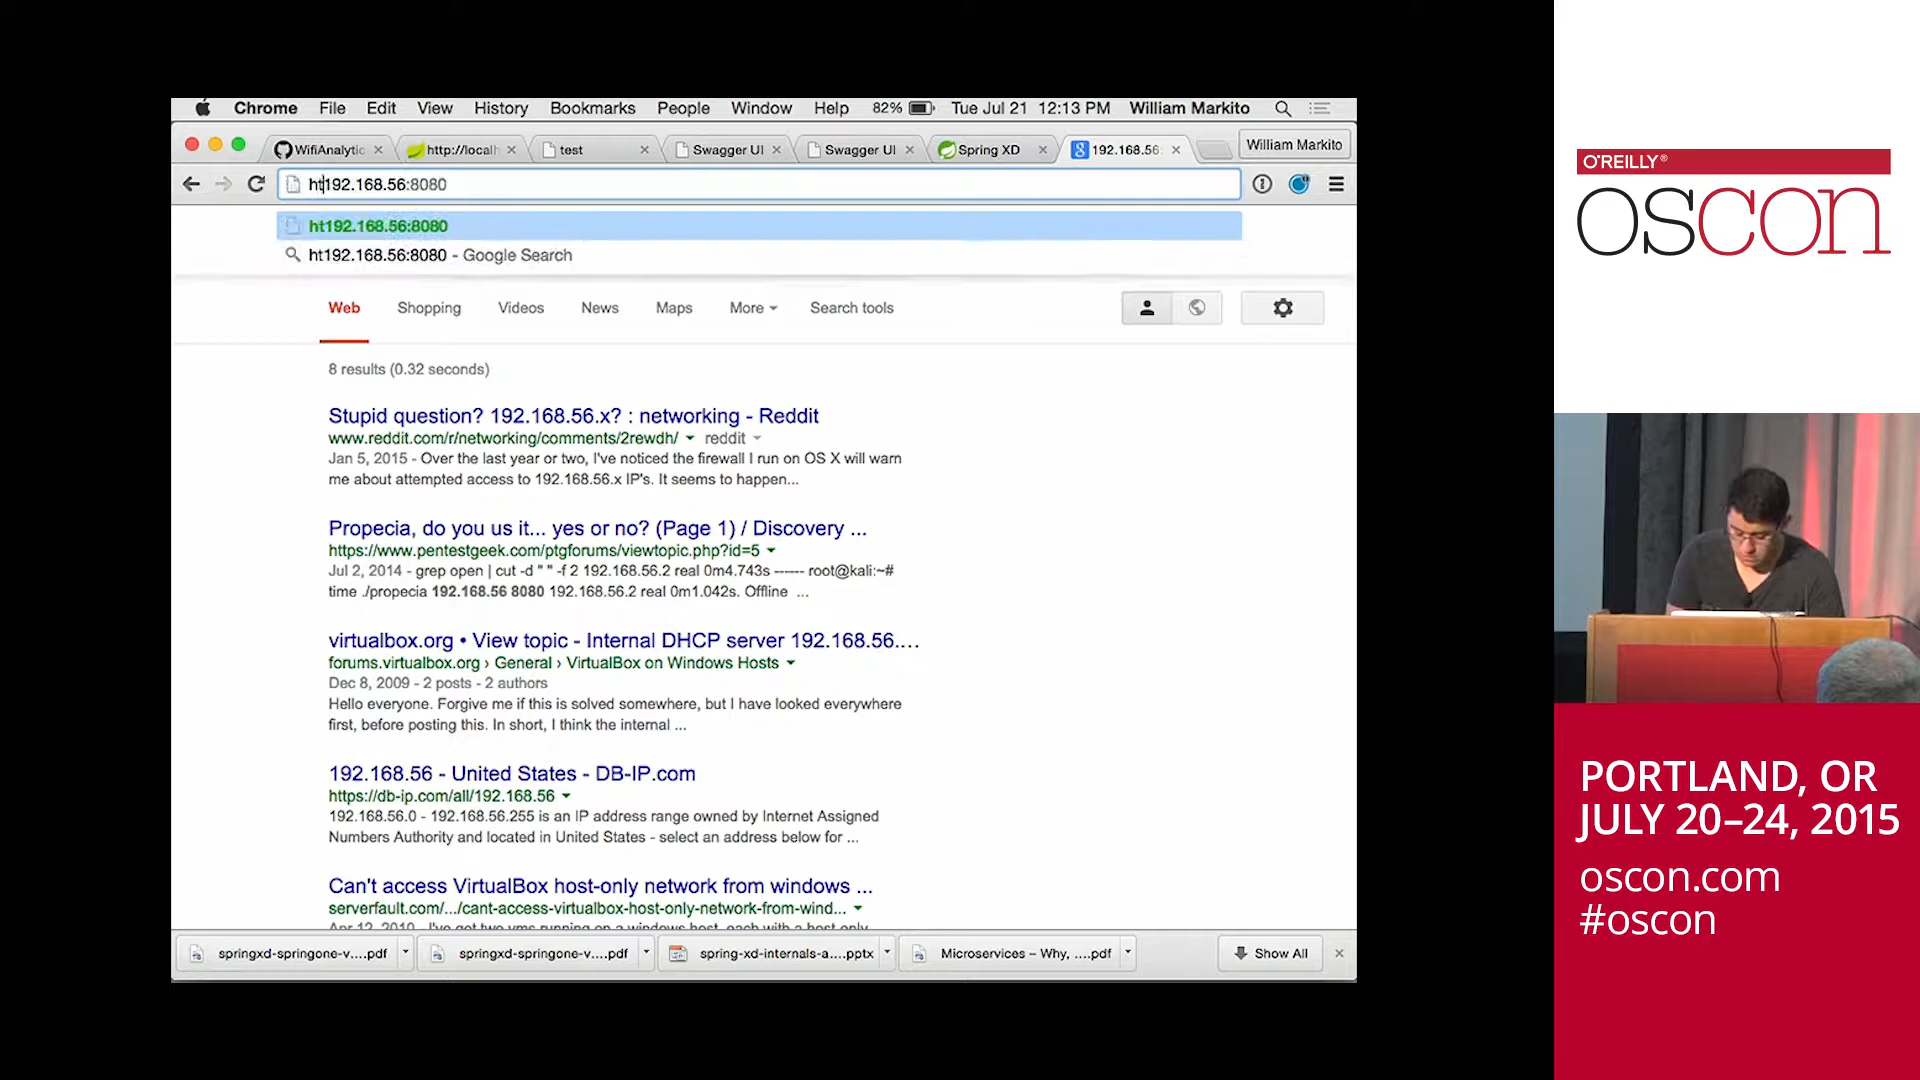 Chrome File Edit View History Bookmarks People Window Help 82% Tue Jul 21 12:13 PM William Markito
WifiAnalytic http://localh test Swagger UI Swagger UI Spring XD 192.168.56: William Markito
ht192.168.56:8080
ht192.168.56:8080
ht192.168.56:8080 - Google Search
Web Shopping Videos News Maps More Search tools
8 results (0.32 seconds)
Stupid question? 192.168.56.x? : networking - Reddit
www.reddit.com/r/networking/comments/2rewdh/ reddit
Jan 5, 2015 - Over the last year or two, I've noticed the firewall I run on OS X will warn
me about attempted access to 192.168.56.x IP's. It seems to happen...
Propecia, do you us it... yes or no? (Page 1) / Discovery ...
https://www.pentestgeek.com/ptgforums/viewtopic.php?id=5
Jul 2, 2014 - grep open | cut -d " " -f 2 192.168.56.2 real 0m4.743s ------ root@kali:~#
time ./propecia 192.168.56 8080 192.168.56.2 real 0m1.042s. Offline ...
virtualbox.org • View topic - Internal DHCP server 192.168.56....
forums.virtualbox.org › General › VirtualBox on Windows Hosts
Dec 8, 2009 - 2 posts - 2 authors
Hello everyone. Forgive me if this is solved somewhere, but I have looked everywhere
first, before posting this. In short, I think the internal ...
192.168.56 - United States - DB-IP.com
https://db-ip.com/all/192.168.56
192.168.56.0 - 192.168.56.255 is an IP address range owned by Internet Assigned
Numbers Authority and located in United States - select an address below for ...
Can't access VirtualBox host-only network from windows ...
serverfault.com/.../cant-access-virtualbox-host-only-network-from-wind...
Apr 12, 2010 - I've got two vms running on a windows host, each with a host only
springxd-springone-v....pdf springxd-springone-v....pdf spring-xd-internals-a....pptx Microservices – Why, ....pdf Show All
O'REILLY®
OSCON
PORTLAND, OR
JULY 20–24, 2015
oscon.com
#oscon